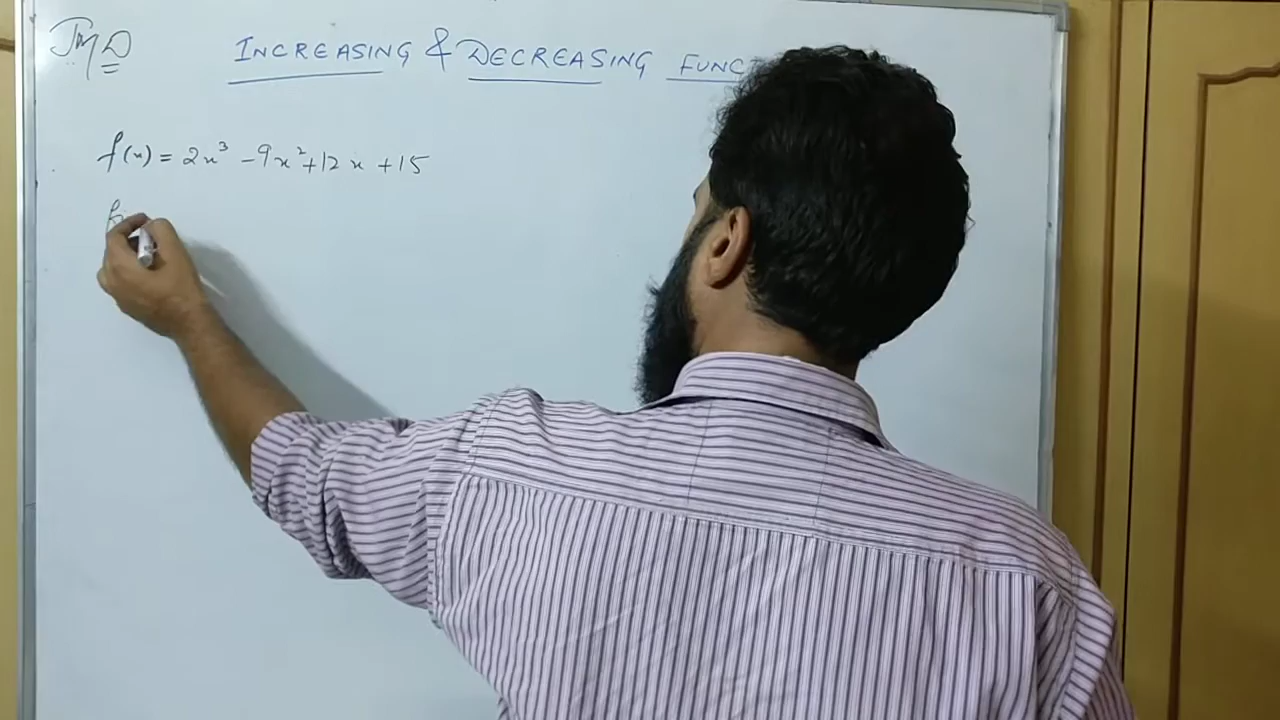 JMD
INCREASING & DECREASING FUNC
f(x) = 2x³ - 9x² + 12x + 15